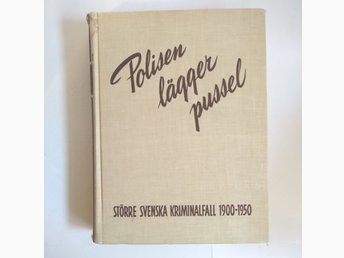 Polisen
lägger
pussel
STÖRRE SVENSKA KRIMINALFALL 1900-1950